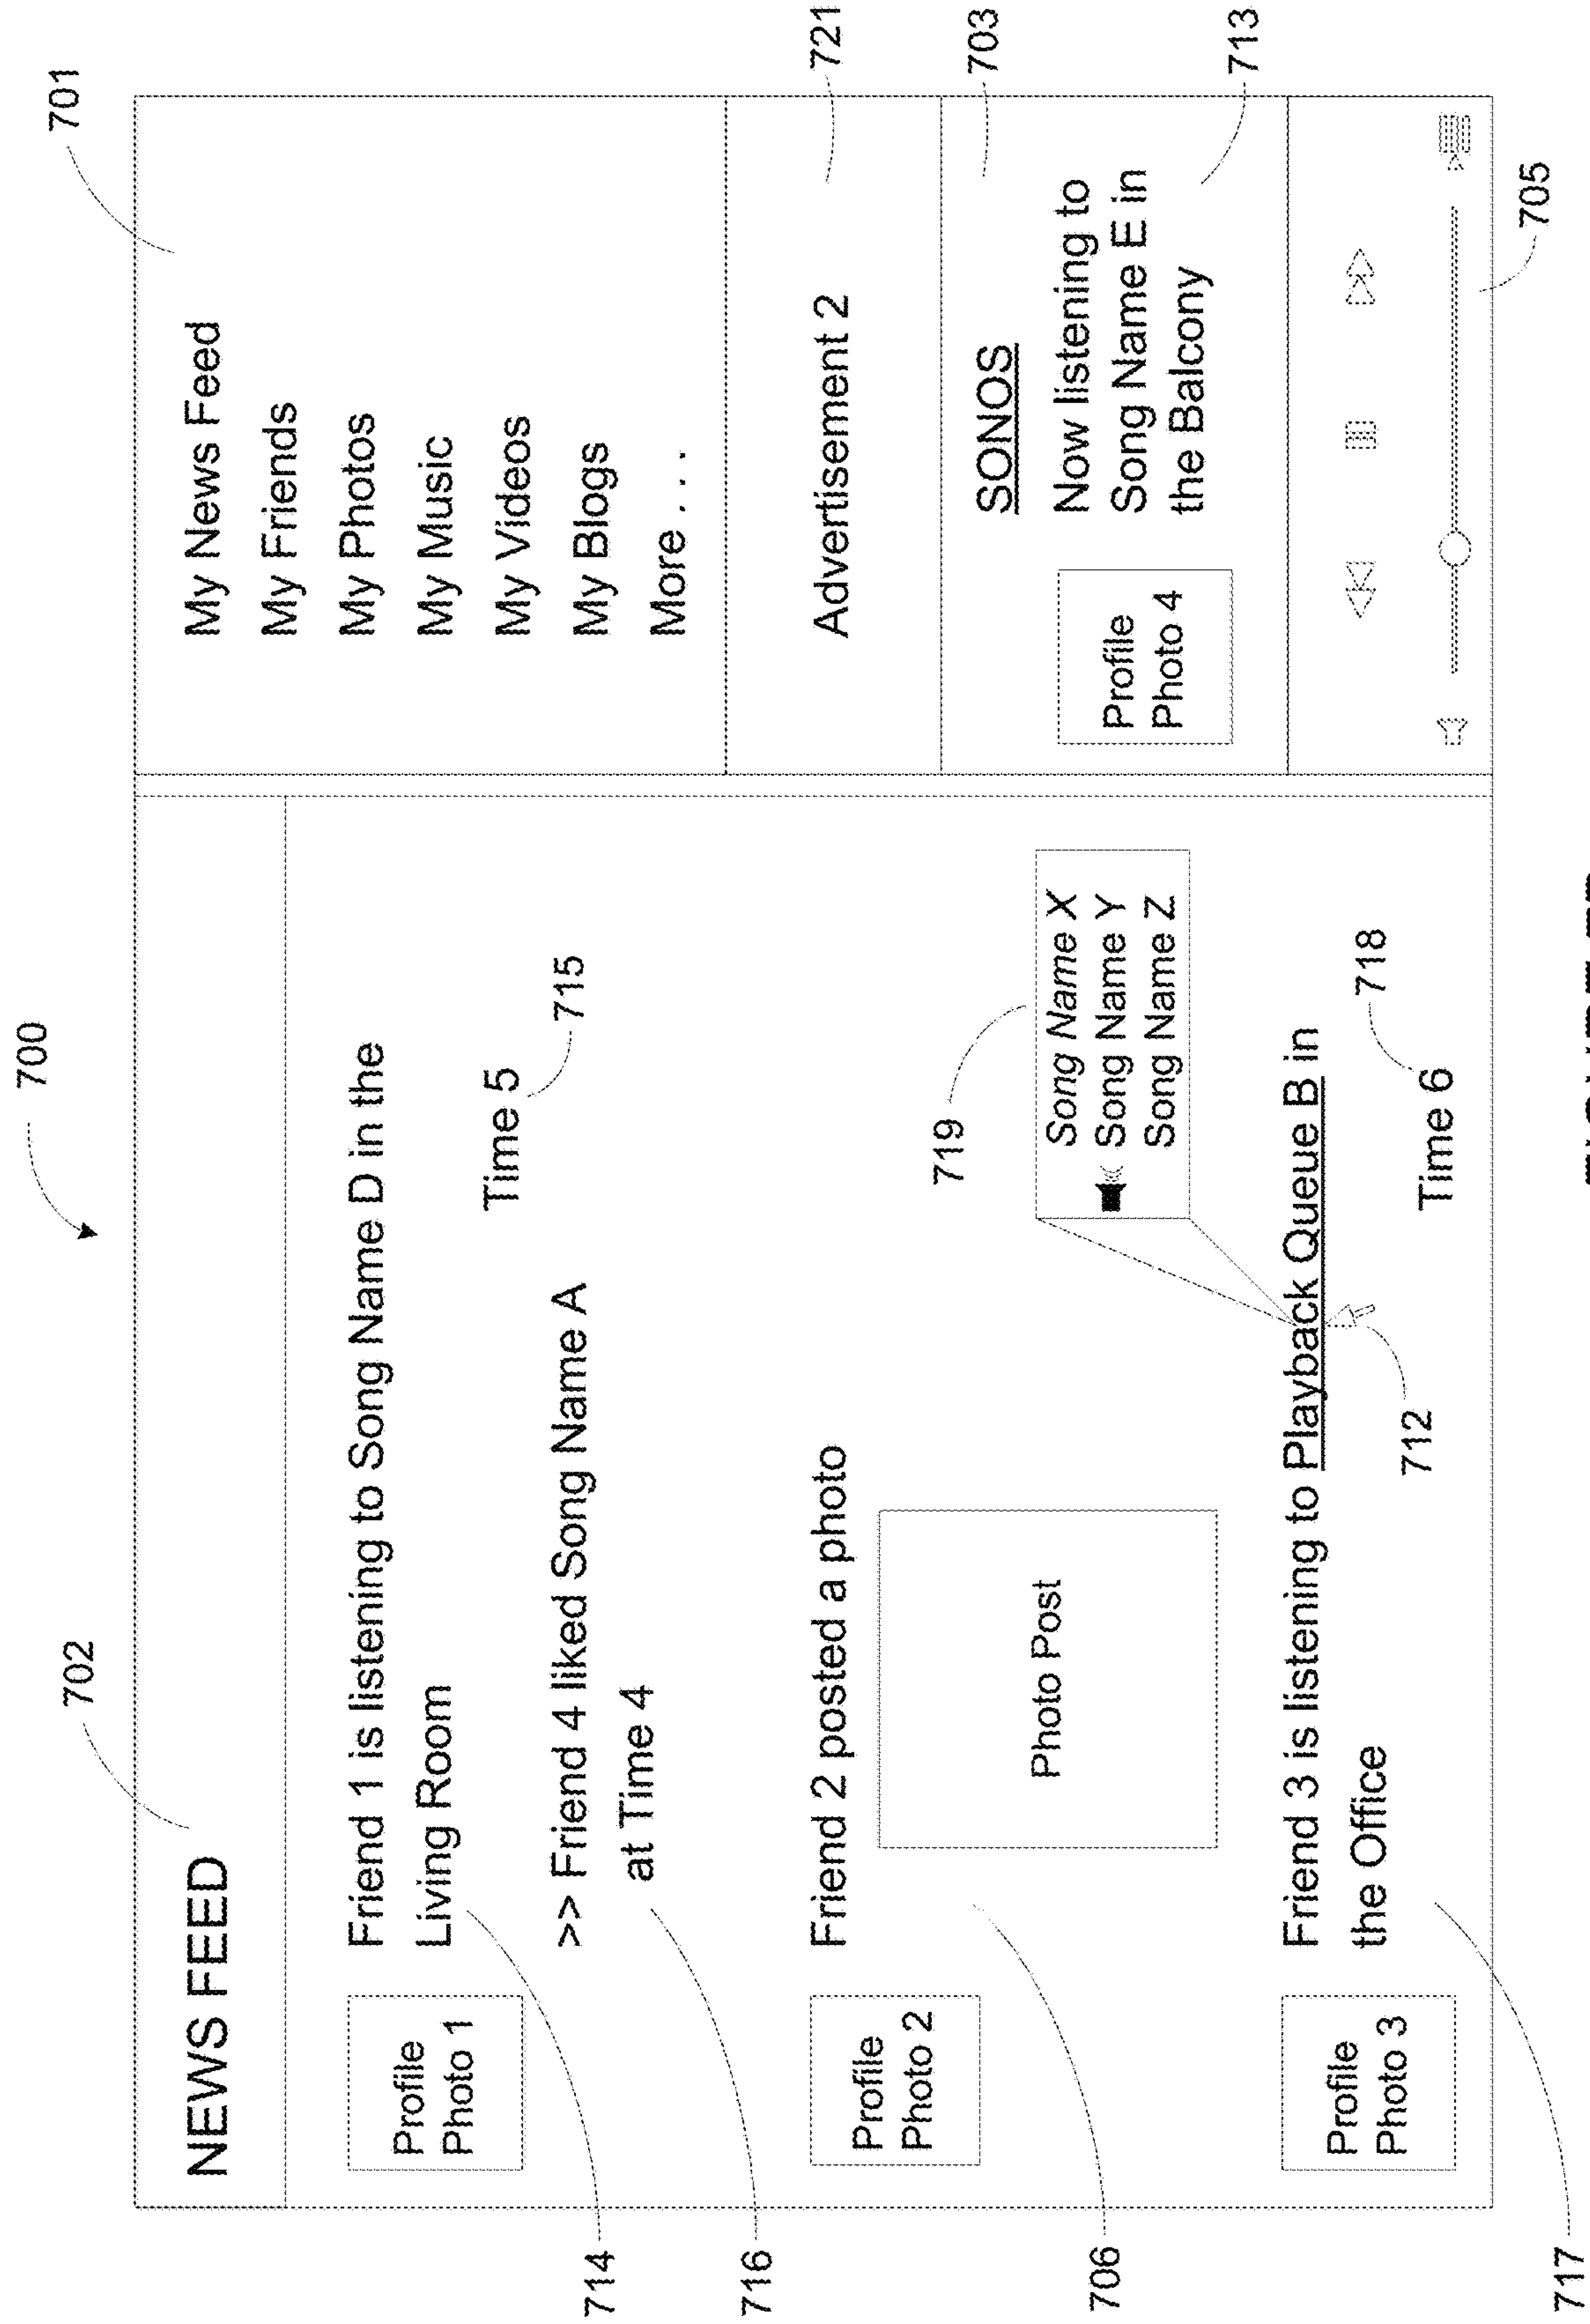 700
702
701
NEWS FEED
Friend 1 is listening to Song Name D in the
Living Room
Time 5
715
Profile
Photo 1
714
>> Friend 4 liked Song Name A
at Time 4
716
Friend 2 posted a photo
Profile
Photo 2
Photo Post
706
719
Song Name X
Song Name Y
Song Name Z
Friend 3 is listening to Playback Queue B in
the Office
Profile
Photo 3
712
Time 6
718
717
My News Feed
My Friends
My Photos
My Music
My Videos
My Blogs
More . . .
Advertisement 2
721
SONOS
703
Profile
Photo 4
Now listening to
Song Name E in
the Balcony
713
705